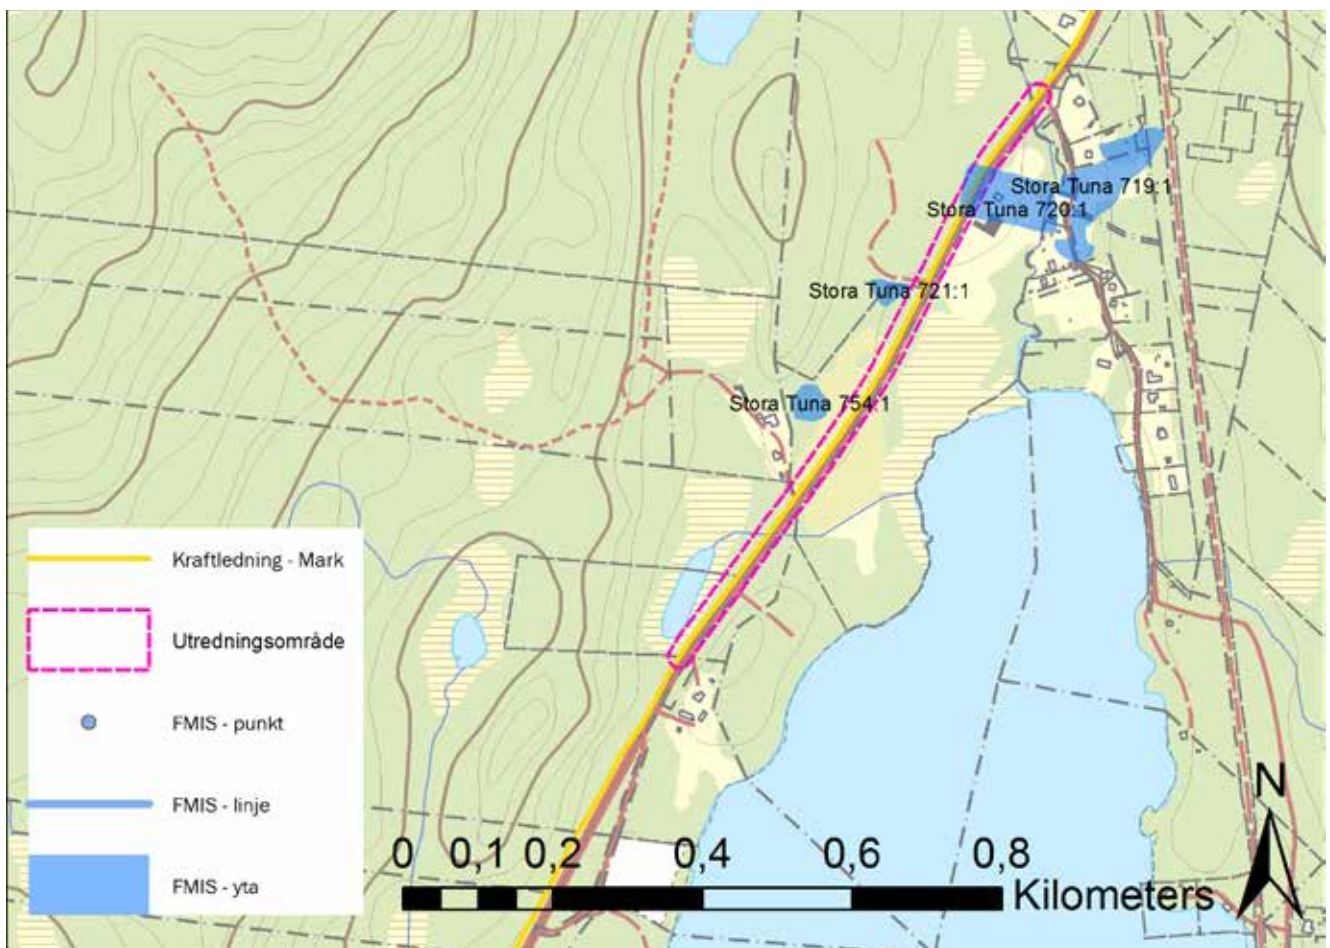 Stora Tuna 719:1
Stora Tuna 720:1
Stora Tuna 721:1
Stora Tuna 754:1
Kraftledning - Mark
Utredningsområde
FMIS - punkt
FMIS - linje
FMIS - yta
0 0,1 0,2 0,4 0,6 0,8
Kilometers
N